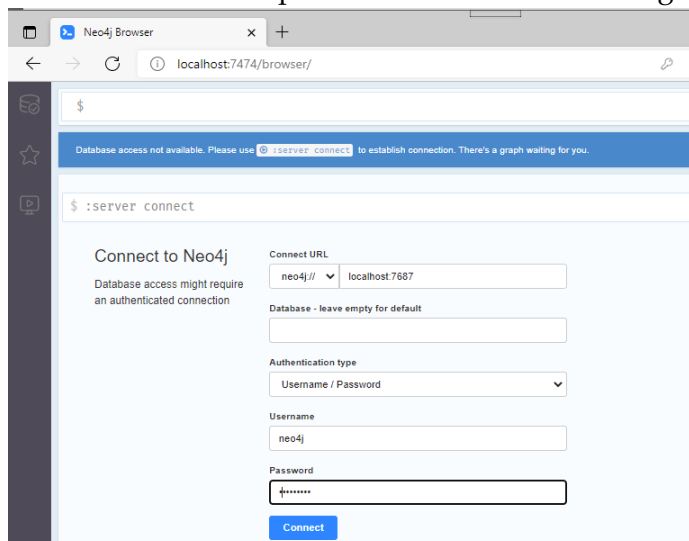 Neo4j Browser
localhost:7474/browser/
$
Database access not available. Please use :server connect to establish connection. There's a graph waiting for you.
$ :server connect
Connect to Neo4j
Database access might require
an authenticated connection
Connect URL
neo4j:// localhost:7687
Database - leave empty for default
Authentication type
Username / Password
Username
neo4j
Password
Connect